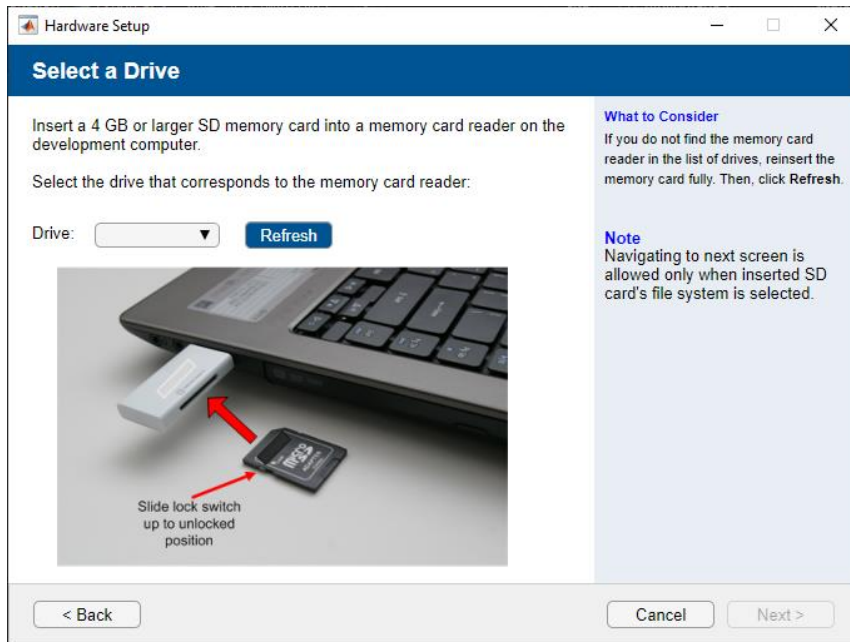 Hardware Setup
Select a Drive
Insert a 4 GB or larger SD memory card into a memory card reader on the
development computer.
Select the drive that corresponds to the memory card reader:
Drive:
Refresh
micro
ADAPTER
Slide lock switch
up to unlocked
position
What to Consider
If you do not find the memory card
reader in the list of drives, reinsert the
memory card fully. Then, click Refresh.
Note
Navigating to next screen is
allowed only when inserted SD
card's file system is selected.
< Back
Cancel
Next >